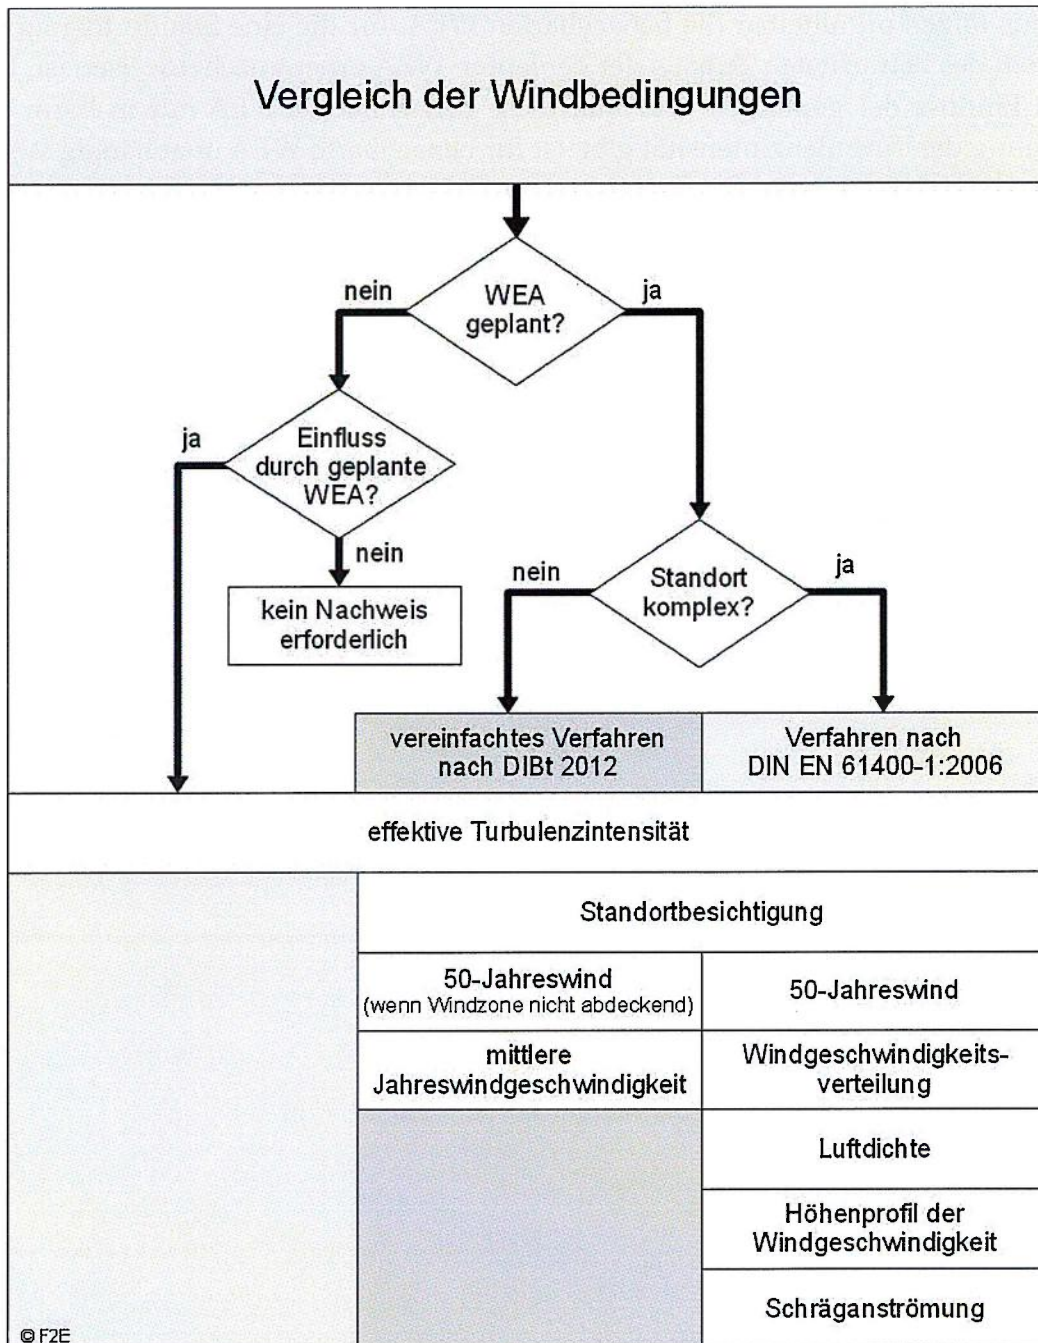 Vergleich der Windbedingungen
nein
WEA
geplant?
ja
ja
Einfluss
durch geplante
WEA?
nein
kein Nachweis
erforderlich
nein
Standort
komplex?
ja
vereinfachtes Verfahren
nach DIBt 2012
Verfahren nach
DIN EN 61400-1:2006
effektive Turbulenzintensität
Standortbesichtigung
50-Jahreswind
(wenn Windzone nicht abdeckend)
50-Jahreswind
mittlere
Jahreswindgeschwindigkeit
Windgeschwindigkeits-
verteilung
Luftdichte
Höhenprofil der
Windgeschwindigkeit
Schräganströmung
© F2E